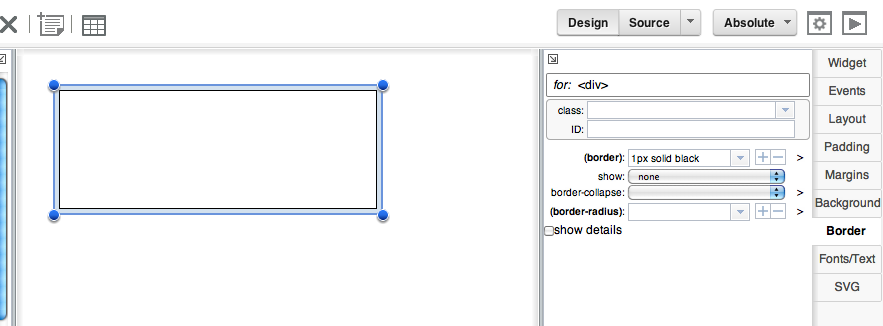 Design Source Absolute
Widget
for: <div>
Events
class:
Layout
ID:
Padding
(border): 1px solid black >
show: none
Margins
border-collapse: >
Background
(border-radius): >
show details
Border
Fonts/Text
SVG